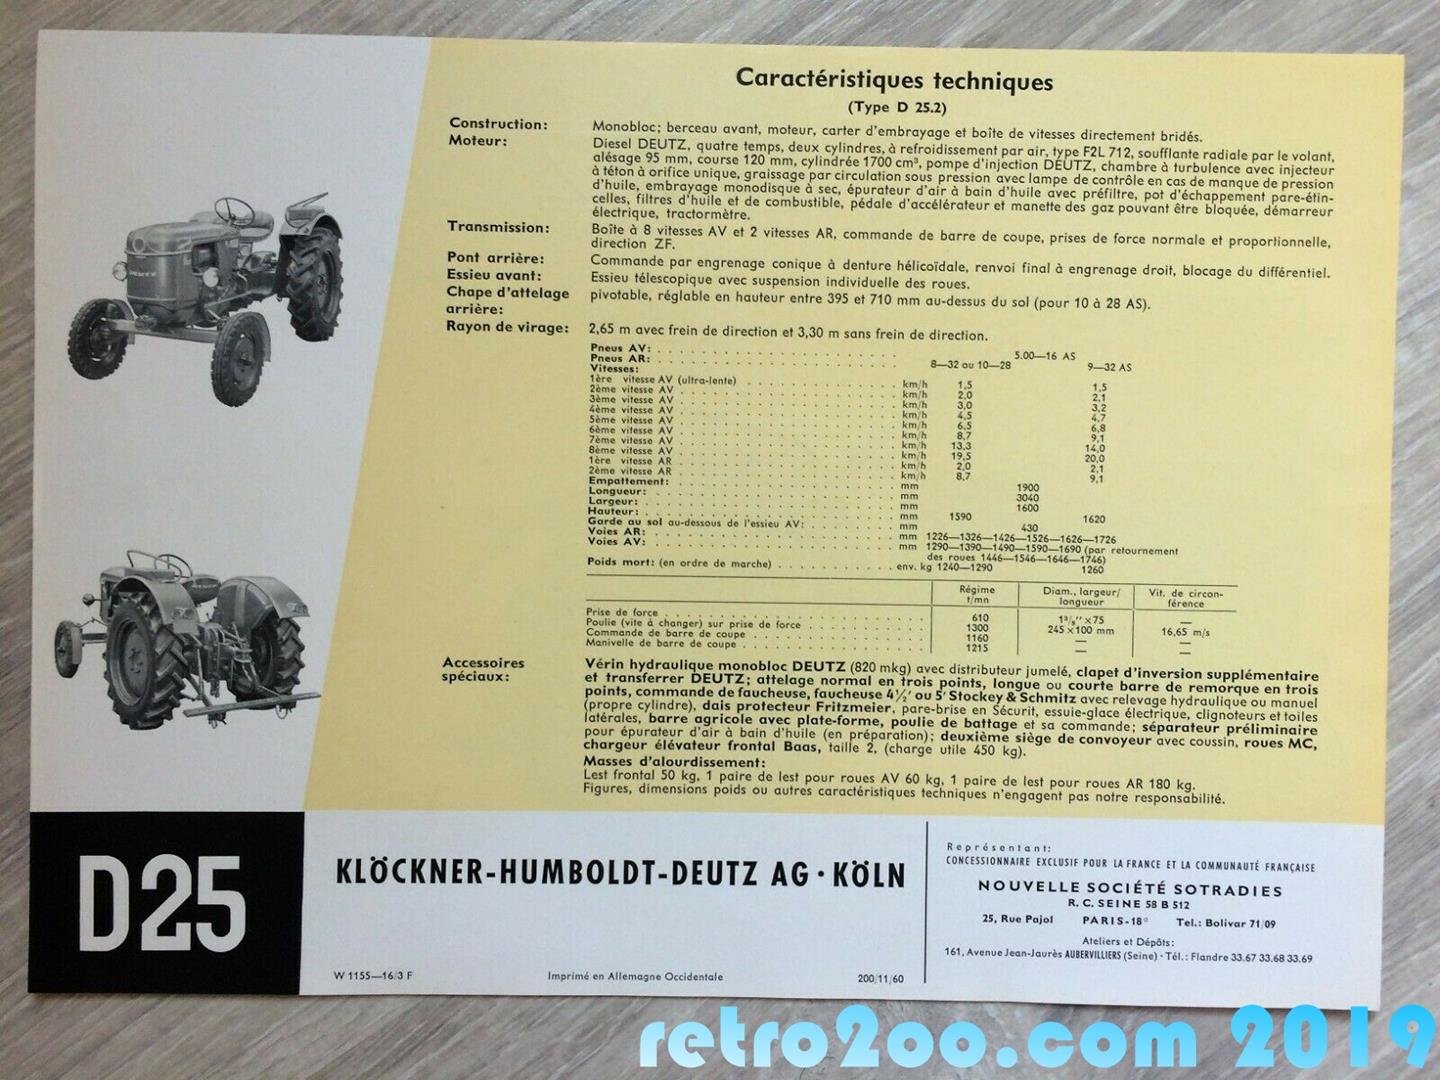 Caractéristiques techniques
(Type D 25.2)
Construction: Monobloc; berceau avant, moteur, carter d'embrayage et boîte de vitesses directement bridés.
Moteur: Diesel DEUTZ, quatre temps, deux cylindres, à refroidissement par air, type F2L 712, soufflante radiale par le volant,
alésage 95 mm, course 120 mm, cylindrée 1700 cm³, pompe d'injection DEUTZ, chambre à turbulence avec injecteur
à téton à orifice unique, graissage par circulation sous pression avec lampe de contrôle en cas de manque de pression
d'huile, embrayage monodisque à sec, épurateur d'air à bain d'huile avec préfiltre, pot d'échappement pare-étin-
celles, filtres d'huile et de combustible, pédale d'accélérateur et manette des gaz pouvant être bloquée, démarreur
électrique, tractormètre.
Transmission: Boîte à 8 vitesses AV et 2 vitesses AR, commande de barre de coupe, prises de force normale et proportionnelle,
direction ZF.
Pont arrière: Commande par engrenage conique à denture hélicoïdale, renvoi final à engrenage droit, blocage du différentiel.
Essieu avant: Essieu télescopique avec suspension individuelle des roues.
Chape d'attelage pivotable, réglable en hauteur entre 395 et 710 mm au-dessus du sol (pour 10 à 28 AS).
arrière:
Rayon de virage: 2,65 m avec frein de direction et 3,30 m sans frein de direction.
Pneus AV: 5.00—16 AS
Pneus AR: 8—32 ou 10—28 9—32 AS
Vitesses:
1ère vitesse AV (ultra-lente) km/h 1,5 1,5
2ème vitesse AV km/h 2,0 2,1
3ème vitesse AV km/h 3,0 3,2
4ème vitesse AV km/h 4,5 4,7
5ème vitesse AV km/h 6,5 6,8
6ème vitesse AV km/h 8,7 9,1
7ème vitesse AV km/h 13,3 14,0
8ème vitesse AV km/h 19,5 20,0
1ère vitesse AR km/h 2,0 2,1
2ème vitesse AR km/h 8,7 9,1
Empattement: mm 1900
Longueur: mm 3040
Largeur: mm 1600
Hauteur: mm 1590 1620
Garde au sol au-dessous de l'essieu AV: mm 430
Voies AR: mm 1226—1326—1426—1526—1626—1726
Voies AV: mm 1290—1390—1490—1590—1690 (par retournement
des roues 1446—1546—1646—1746)
Poids mort: (en ordre de marche) env. kg 1240—1290 1260
Régime t/mn Diam., largeur/ longueur Vit. de circon- férence
Prise de force 610 1³/₈'' × 75 —
Poulie (vite à changer) sur prise de force 1300 245 × 100 mm 16,65 m/s
Commande de barre de coupe 1160 — —
Manivelle de barre de coupe 1215 — —
Accessoires spéciaux: Vérin hydraulique monobloc DEUTZ (820 mkg) avec distributeur jumelé, clapet d'inversion supplémentaire
et transferrer DEUTZ; attelage normal en trois points, longue ou courte barre de remorque en trois
points, commande de faucheuse, faucheuse 4½' ou 5' Stockey & Schmitz avec relevage hydraulique ou manuel
(propre cylindre), dais protecteur Fritzmeier, pare-brise en Sécurit, essuie-glace électrique, clignoteurs et toiles
latérales, barre agricole avec plate-forme, poulie de battage et sa commande; séparateur préliminaire
pour épurateur d'air à bain d'huile (en préparation); deuxième siège de convoyeur avec coussin, roues MC,
chargeur élévateur frontal Baas, taille 2, (charge utile 450 kg).
Masses d'alourdissement:
Lest frontal 50 kg, 1 paire de lest pour roues AV 60 kg, 1 paire de lest pour roues AR 180 kg.
Figures, dimensions poids ou autres caractéristiques techniques n'engagent pas notre responsabilité.
D25
KLÖCKNER-HUMBOLDT-DEUTZ AG · KÖLN
W 1155—16/3 F Imprimé en Allemagne Occidentale 200/11/60
Représentant:
CONCESSIONNAIRE EXCLUSIF POUR LA FRANCE ET LA COMMUNAUTÉ FRANÇAISE
NOUVELLE SOCIÉTÉ SOTRADIES
R. C. SEINE 58 B 512
25, Rue Pajol PARIS-18e Tel.: Bolivar 71/09
Ateliers et Dépôts:
161, Avenue Jean-Jaurès AUBERVILLIERS (Seine) · Tél.: Flandre 33.67 33.68 33.69
retro2oo.com 2019
DEUTZ